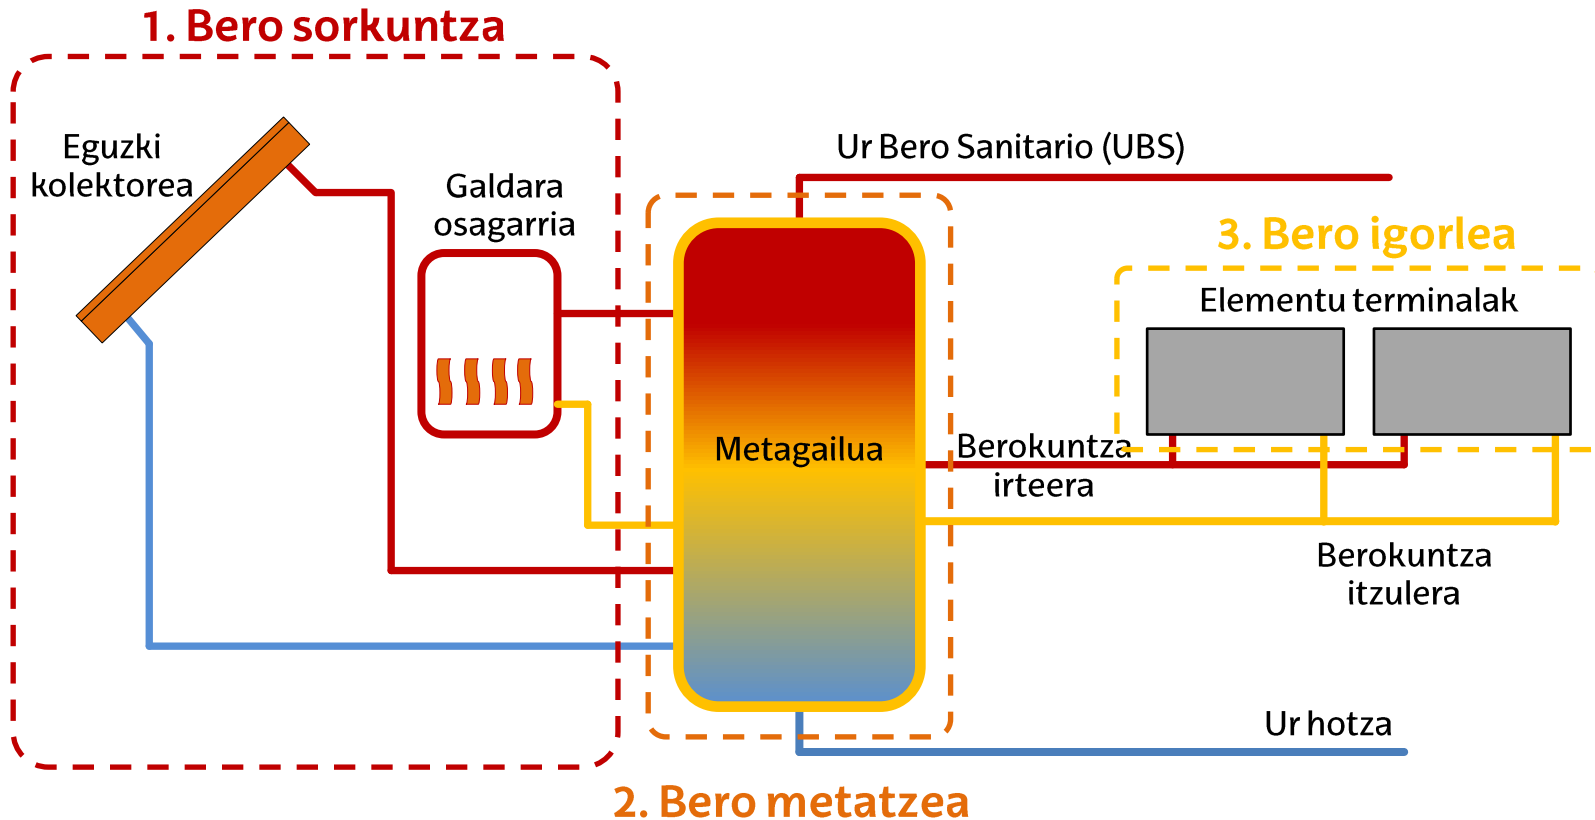 1. Bero sorkuntza
Eguzki
kolektorea
Galdara
osagarria
Ur Bero Sanitario (UBS)
3. Bero igorlea
Elementu terminalak
Metagailua
Berokuntza
irteera
Berokuntza
itzulera
Ur hotza
2. Bero metatzea